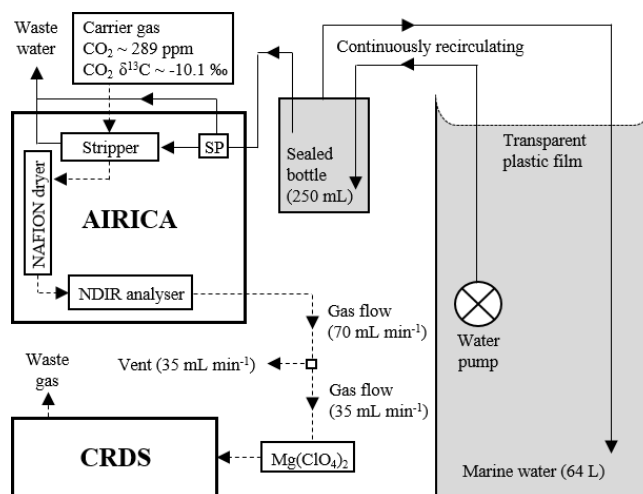 Waste
water
Carrier gas
CO₂ ~ 289 ppm
CO₂ δ¹³C ~ -10.1 ‰
Continuously recirculating
Stripper
SP
Sealed
bottle
(250 mL)
Transparent
plastic film
NAFION dryer
AIRICA
NDIR analyser
Gas flow
(70 mL min⁻¹)
Water
pump
Waste
gas
Vent (35 mL min⁻¹)
Gas flow
(35 mL min⁻¹)
CRDS
Mg(ClO₄)₂
Marine water (64 L)